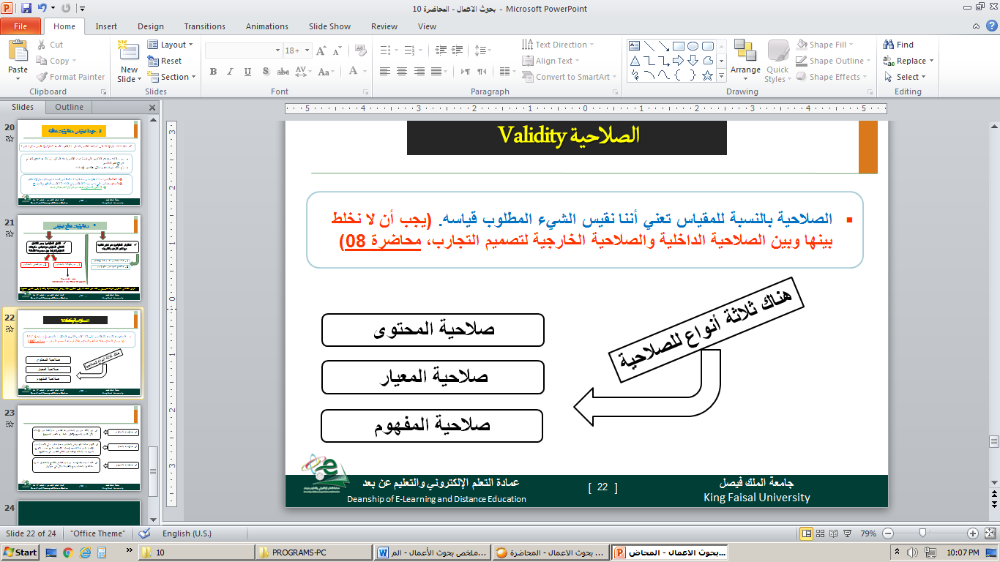 بحوث الاعمال - المحاضرة 10 - Microsoft PowerPoint
File Home Insert Design Transitions Animations Slide Show Review View
Paste
Cut
Copy
Format Painter
Clipboard
New Slide
Layout
Reset
Section
Slides
18+
Font
Text Direction
Align Text
Convert to SmartArt
Paragraph
Arrange
Quick Styles
Shape Fill
Shape Outline
Shape Effects
Drawing
Find
Replace
Select
Editing
Slides Outline
20
21
22
23
24
الصلاحية Validity
الصلاحية بالنسبة للمقياس تعني أننا نقيس الشيء المطلوب قياسه. (يجب أن لا نخلط
بينها وبين الصلاحية الداخلية والصلاحية الخارجية لتصميم التجارب، محاضرة 08)
هناك ثلاثة أنواع للصلاحية
صلاحية المحتوى
صلاحية المعيار
صلاحية المفهوم
عمادة التعلم الإلكتروني والتعليم عن بعد
Deanship of E-Learning and Distance Education
[ 22 ]
جامعة الملك فيصل
King Faisal University
Slide 22 of 24 "Office Theme" English (U.S.) 79%
Start 10 PROGRAMS-PC ملخص بحوث الأعمال - الم... بحوث الاعمال - المحاضرة ... بحوث الاعمال - المحاض... 10:07 PM